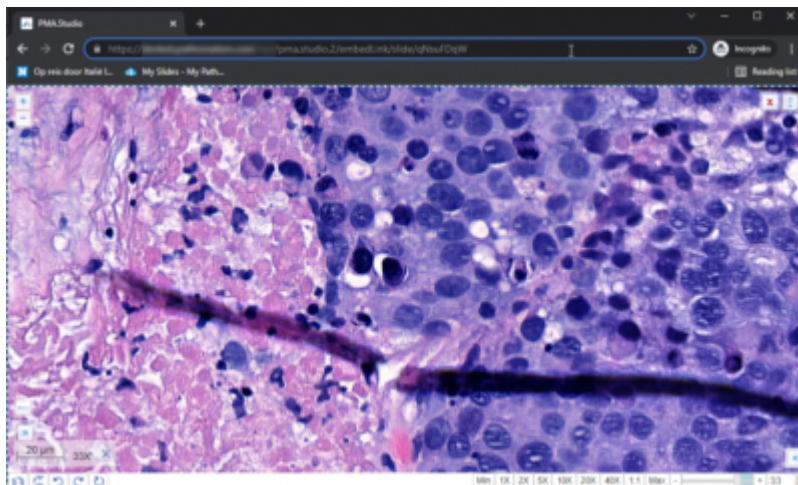 PMA.Studio
https://
/pma.studio.2/embedLink/slide/
Incognito
Op reis door Italië L...
My Slides - My Path...
Reading list
x
20 µm
33X
Min 1X 2X 5X 10X 20X 40X 1:1 Max - + 33